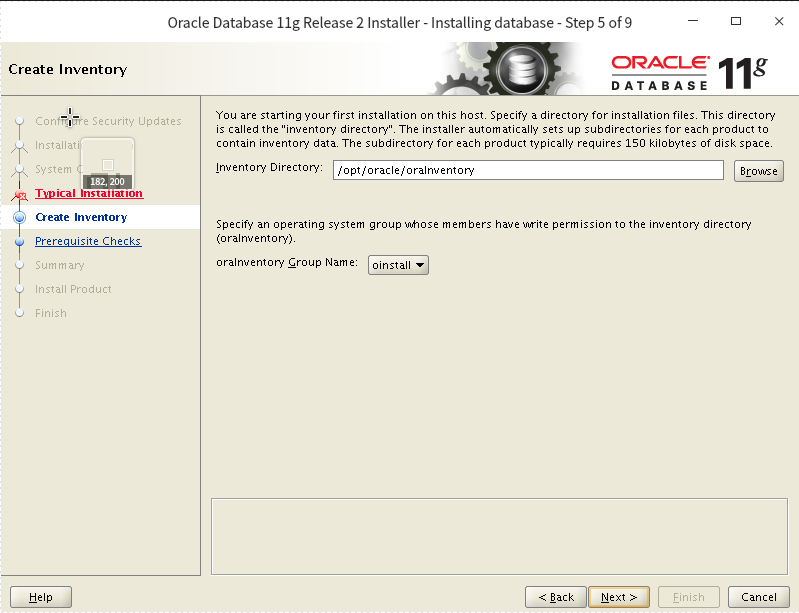 Oracle Database 11g Release 2 Installer - Installing database - Step 5 of 9
Create Inventory
ORACLE
DATABASE
11g
Security Updates
Typical Installation
Create Inventory
Prerequisite Checks
Summary
Install Product
Finish
182, 200
You are starting your first installation on this host. Specify a directory for installation files. This directory
is called the "inventory directory". The installer automatically sets up subdirectories for each product to
contain inventory data. The subdirectory for each product typically requires 150 kilobytes of disk space.
Inventory Directory: /opt/oracle/oraInventory Browse
Specify an operating system group whose members have write permission to the inventory directory
(oraInventory).
oraInventory Group Name: oinstall
Help < Back Next > Finish Cancel